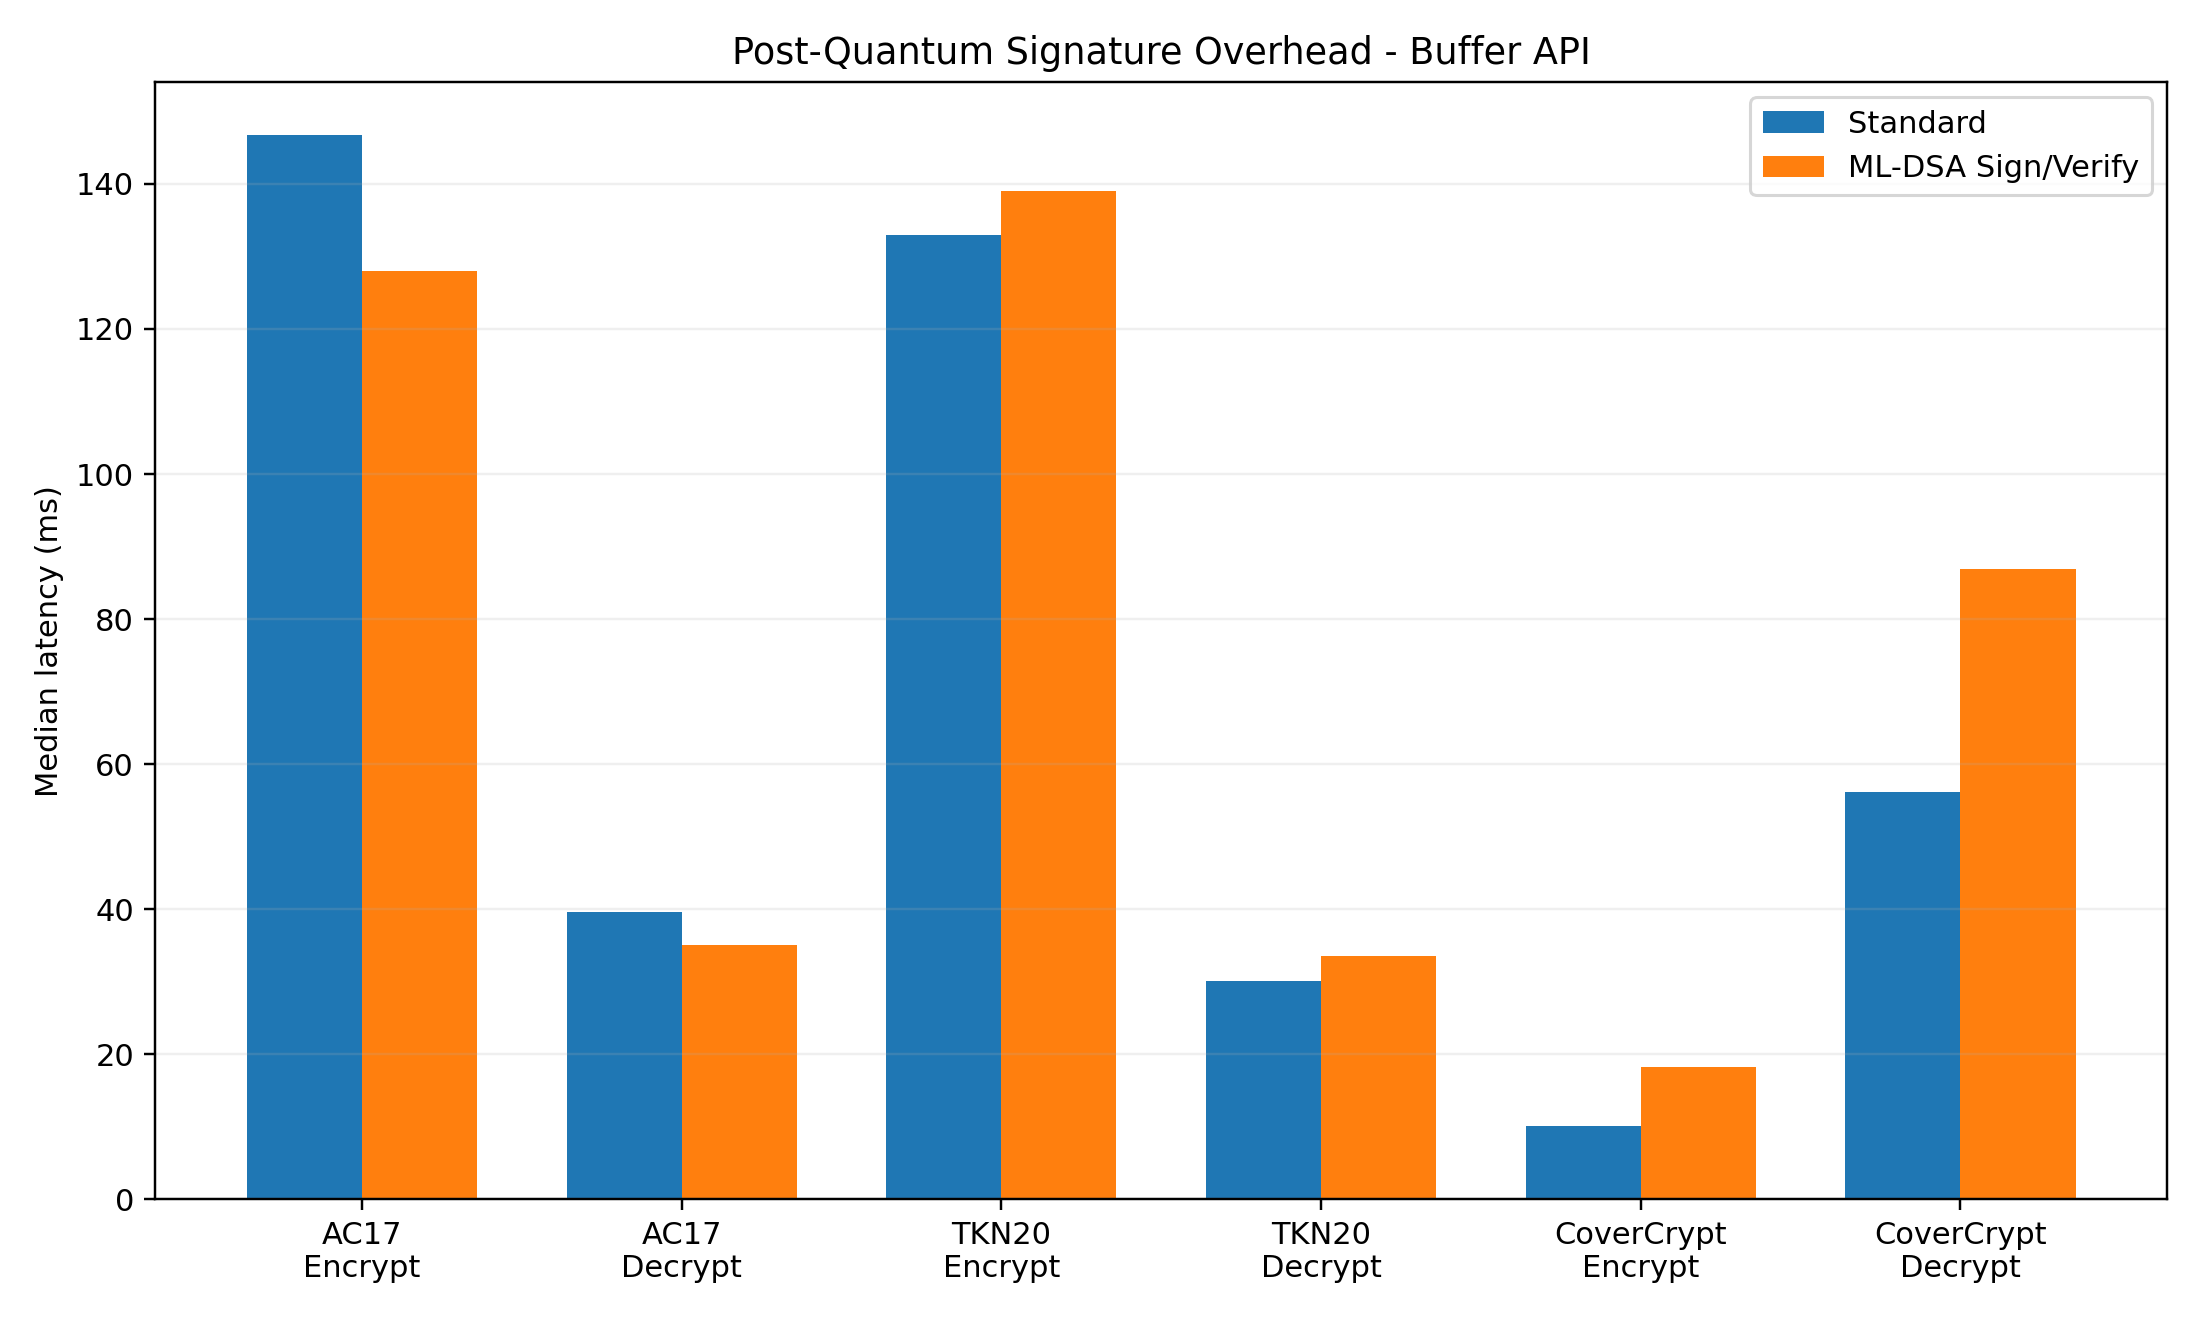 Post-Quantum Signature Overhead - Buffer API
Standard
ML-DSA Sign/Verify
Median latency (ms)
140
120
100
80
60
40
20
0
AC17
Encrypt
AC17
Decrypt
TKN20
Encrypt
TKN20
Decrypt
CoverCrypt
Encrypt
CoverCrypt
Decrypt